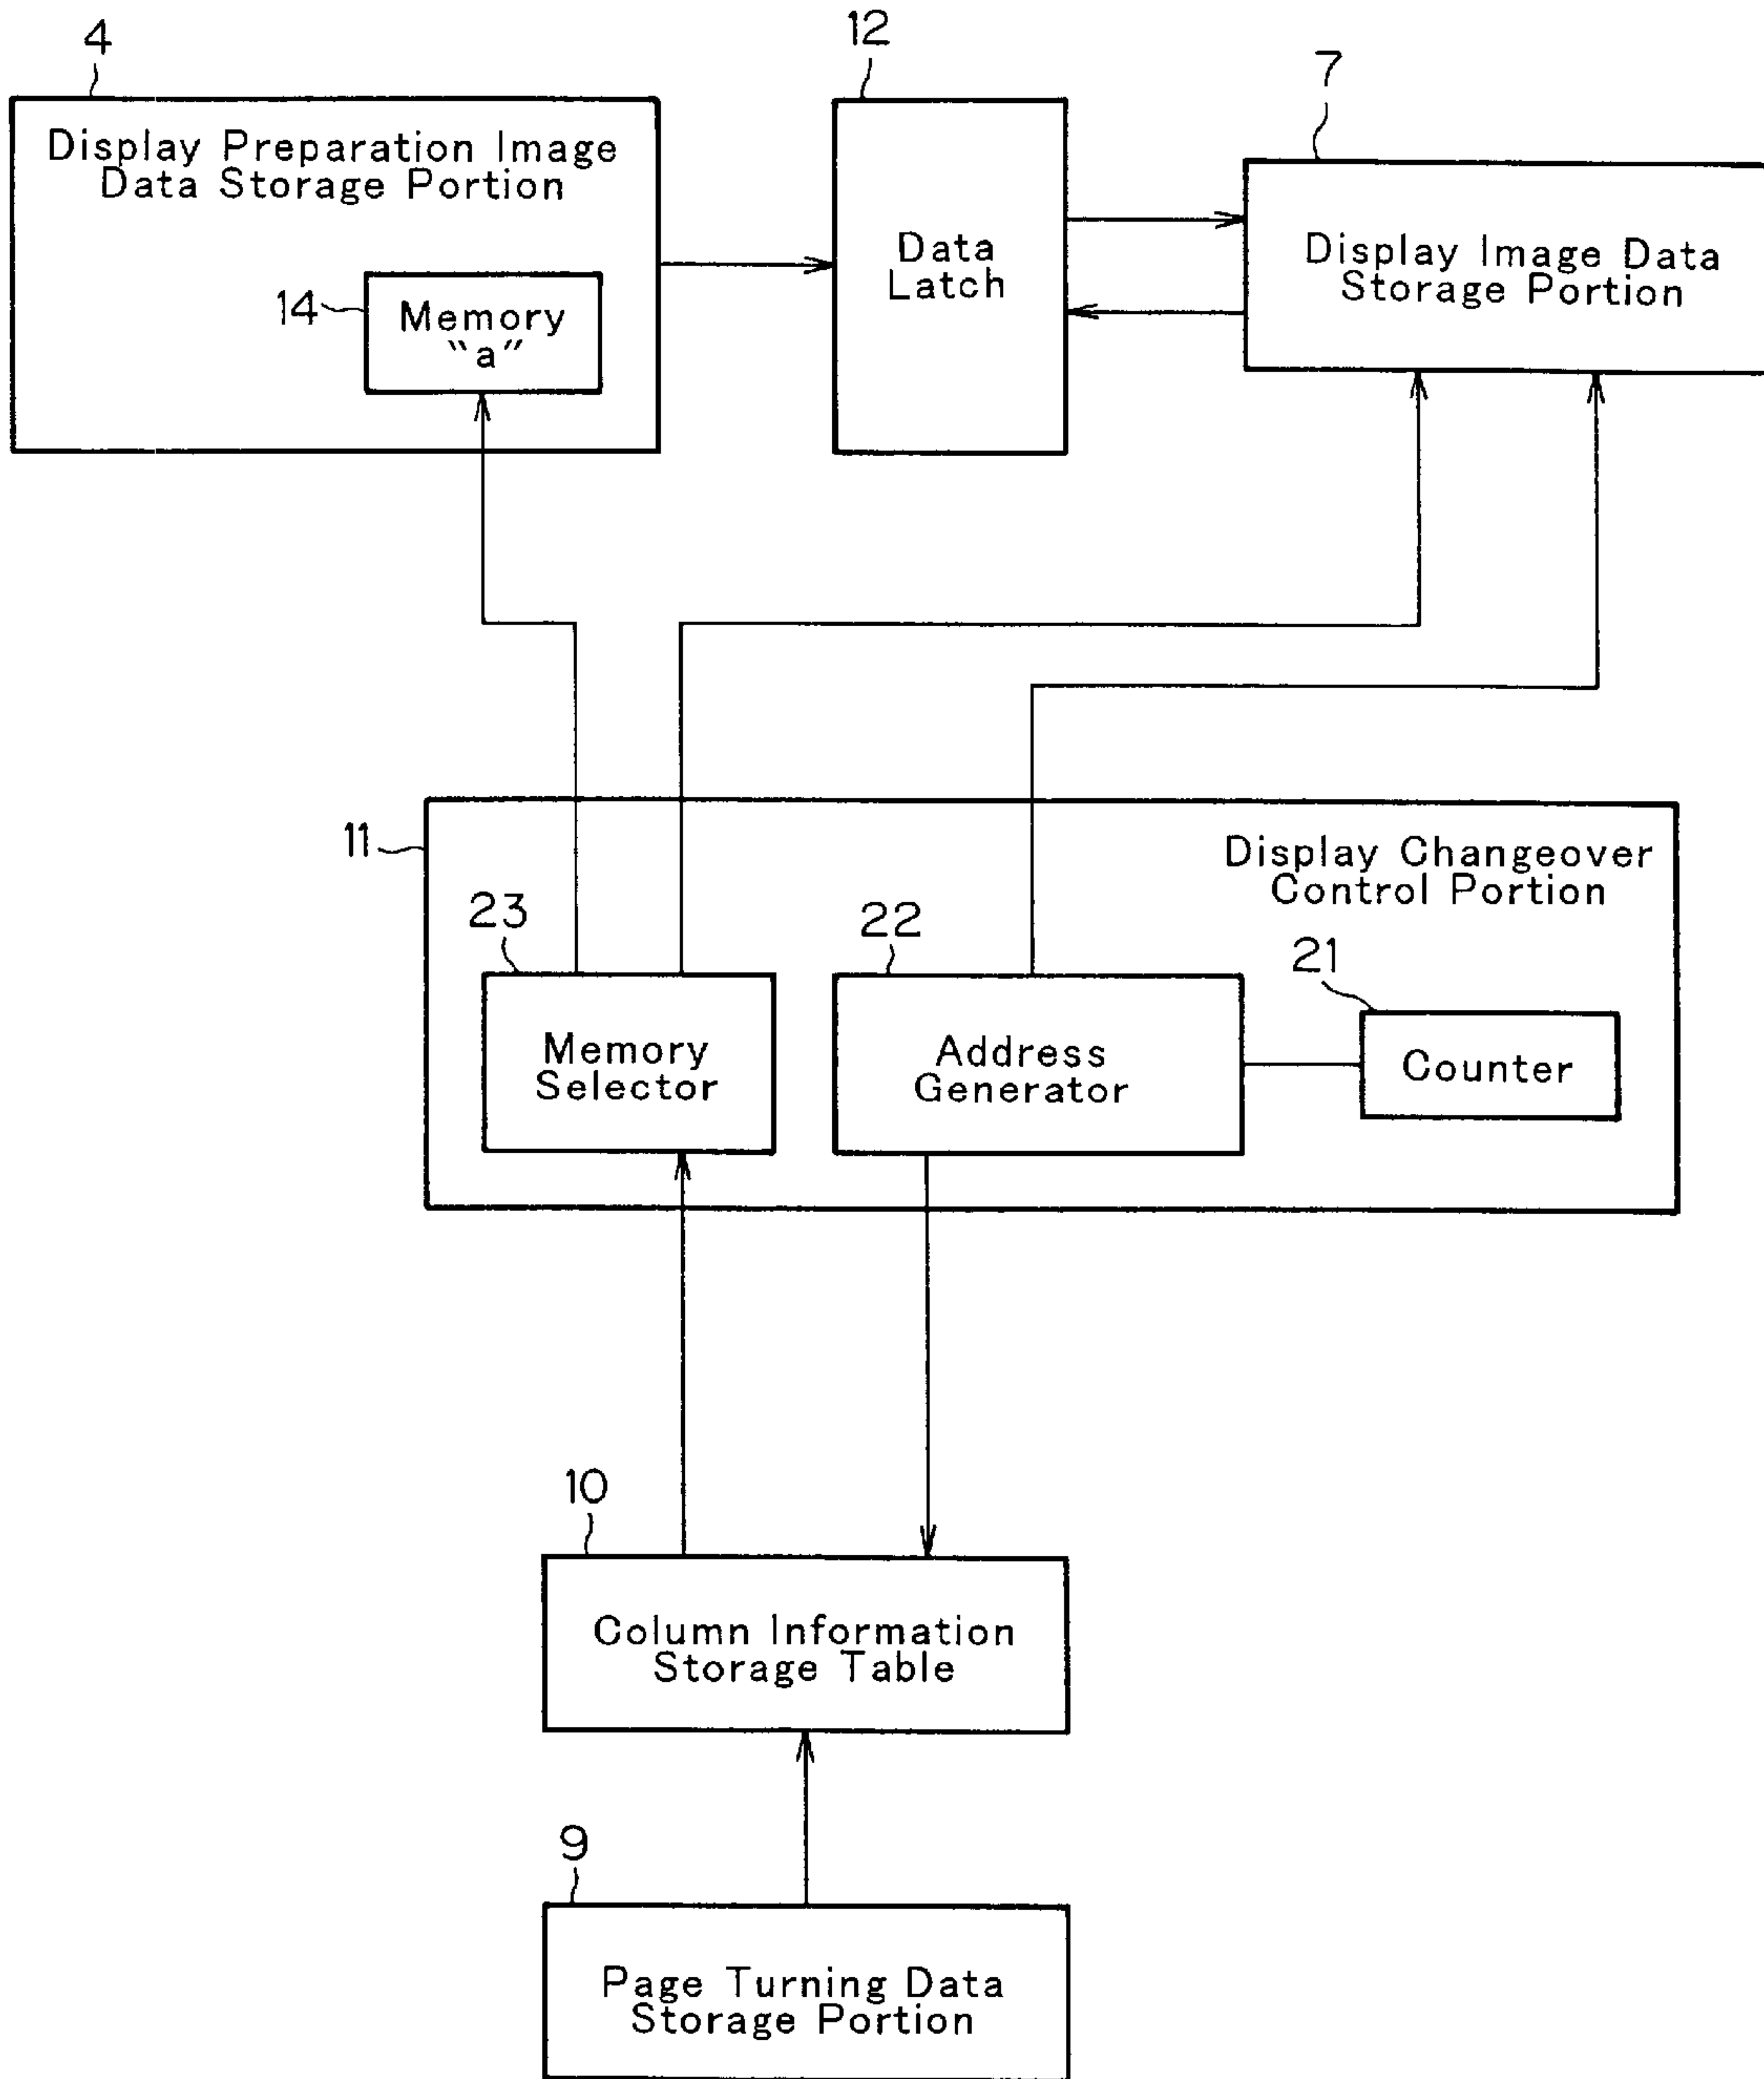 4
12
7
Display Preparation Image
Data Storage Portion
Data
Latch
Display Image Data
Storage Portion
14
Memory
"a"
11
Display Changeover
Control Portion
23
22
21
Memory
Selector
Address
Generator
Counter
10
Column Information
Storage Table
9
Page Turning Data
Storage Portion